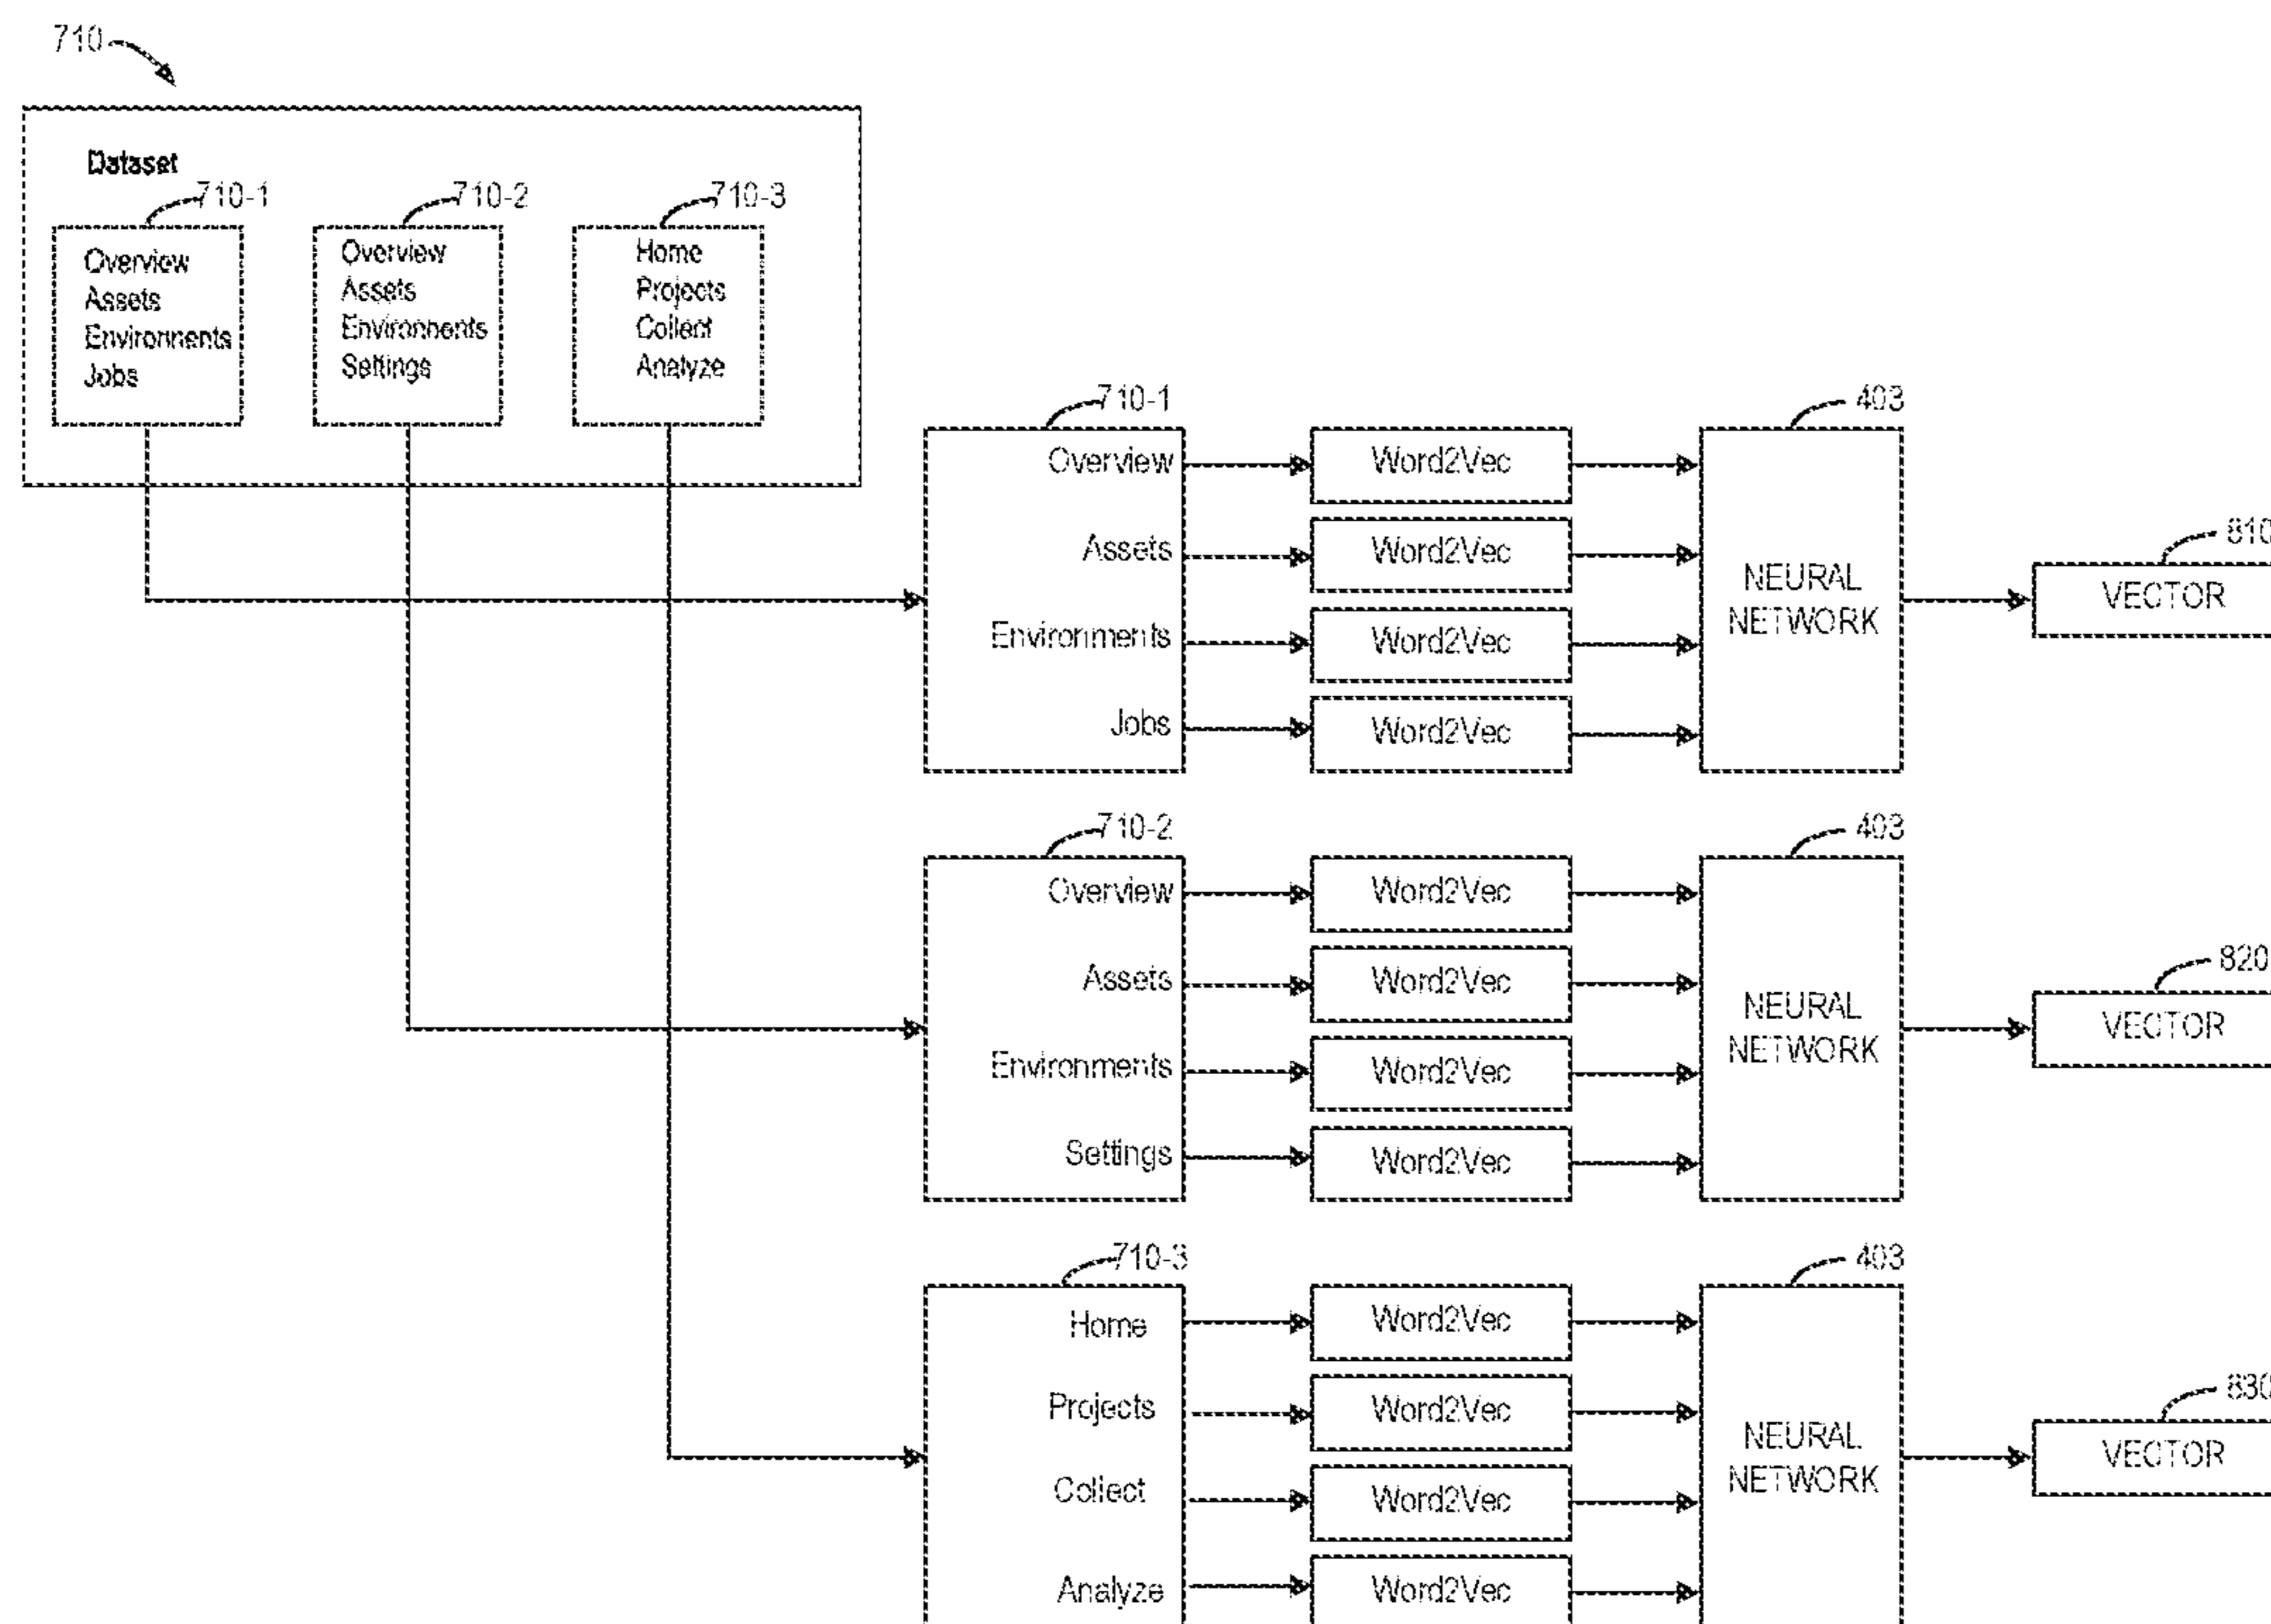 710
Dataset
710-1 710-2 710-3
Overview
Assets
Environments
Jobs
Overview
Assets
Environments
Settings
Home
Projects
Collect
Analyze
710-1
Overview
Assets
Environments
Jobs
Word2Vec
Word2Vec
Word2Vec
Word2Vec
403
NEURAL
NETWORK
810
VECTOR
710-2
Overview
Assets
Environments
Settings
Word2Vec
Word2Vec
Word2Vec
Word2Vec
403
NEURAL
NETWORK
820
VECTOR
710-3
Home
Projects
Collect
Analyze
Word2Vec
Word2Vec
Word2Vec
Word2Vec
403
NEURAL
NETWORK
830
VECTOR